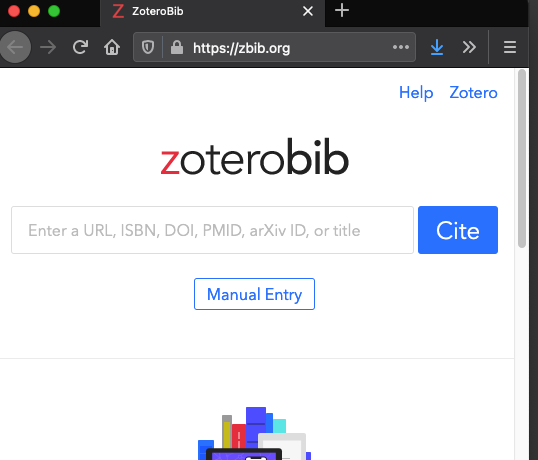 ZoteroBib
https://zbib.org
Help Zotero
zoterobib
Enter a URL, ISBN, DOI, PMID, arXiv ID, or title
Cite
Manual Entry